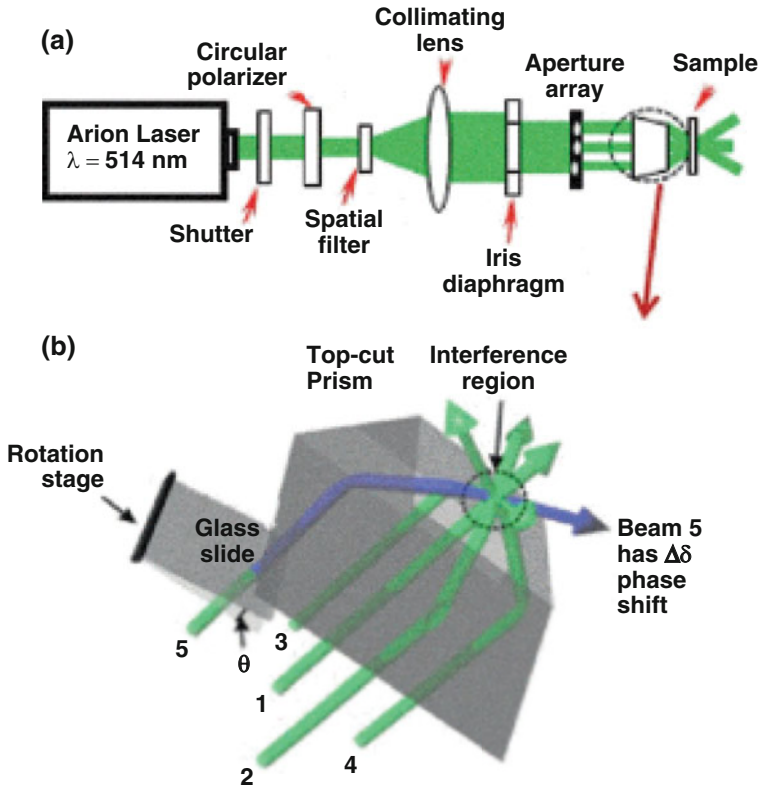 (a)
Collimating
lens
Circular
polarizer
Aperture
array
Sample
Arion Laser
λ = 514 nm
Shutter
Spatial
filter
Iris
diaphragm
(b)
Top-cut
Prism
Interference
region
Rotation
stage
Glass
slide
Beam 5
has Δδ
phase
shift
5
θ
3
1
2
4